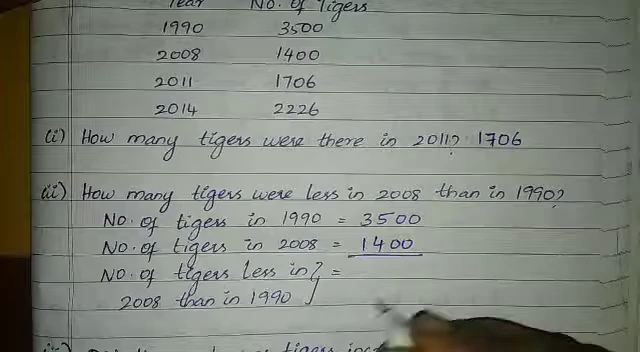 Year No. of Tigers
1990 3500
2008 1400
2011 1706
2014 2226
(i) How many tigers were there in 2011? 1706
(ii) How many tigers were less in 2008 than in 1990?
No. of tigers in 1990 = 3500
No. of tigers in 2008 = 1400
No. of tigers less in } =
2008 than in 1990
tigers